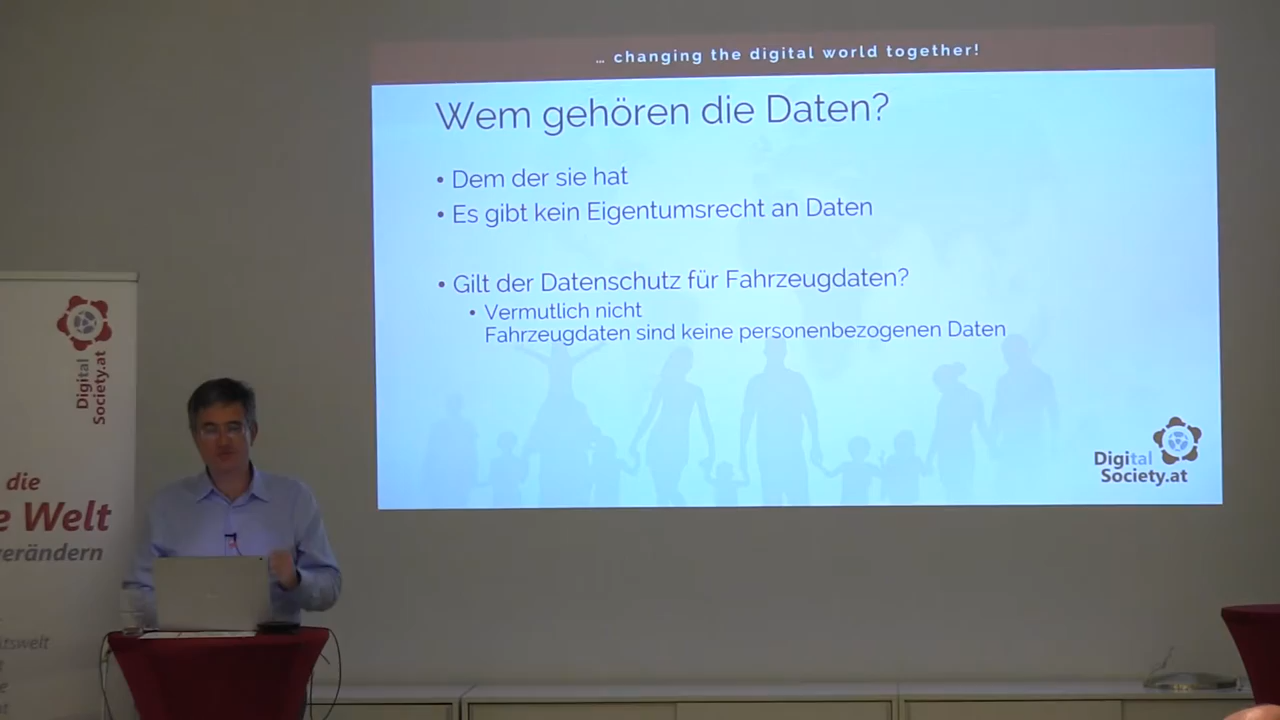 … changing the digital world together!
Wem gehören die Daten?
• Dem der sie hat
• Es gibt kein Eigentumsrecht an Daten
• Gilt der Datenschutz für Fahrzeugdaten?
• Vermutlich nicht
Fahrzeugdaten sind keine personenbezogenen Daten
Digital
Society.at
Digital
Society.at
die
e Welt
erändern